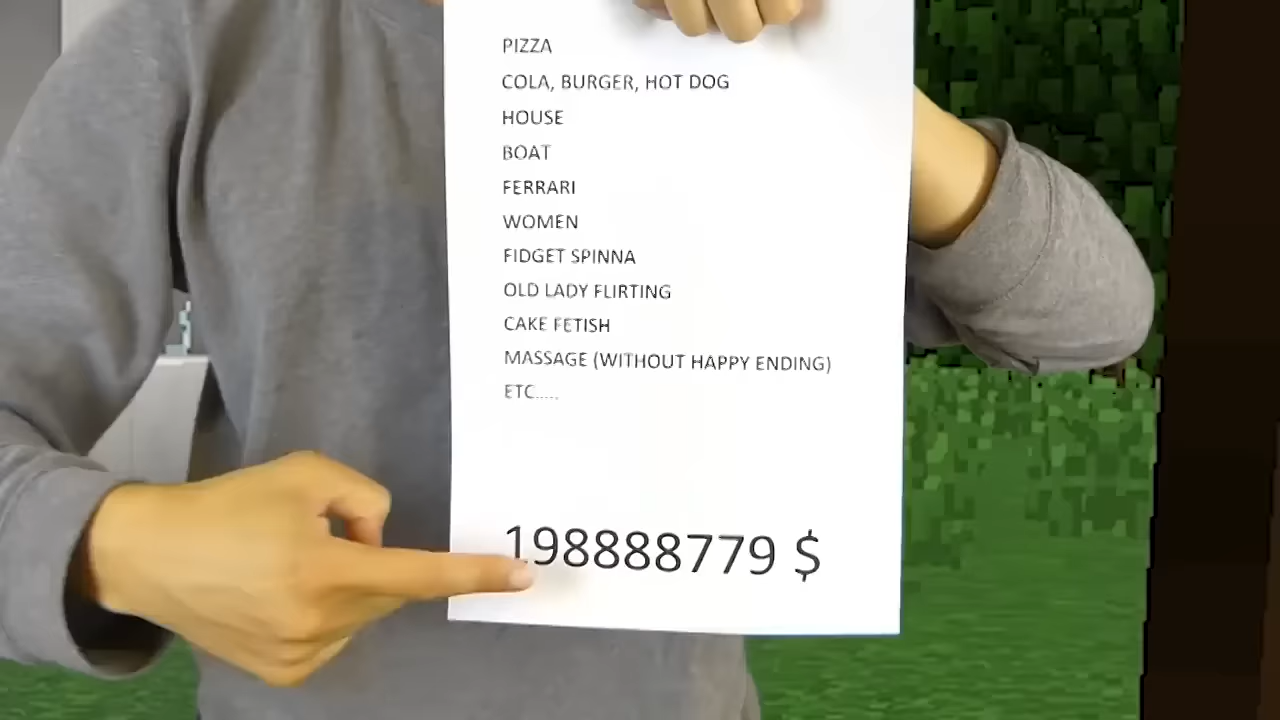 PIZZA
COLA, BURGER, HOT DOG
HOUSE
BOAT
FERRARI
WOMEN
FIDGET SPINNA
OLD LADY FLIRTING
CAKE FETISH
MASSAGE (WITHOUT HAPPY ENDING)
ETC.....
198888779 $